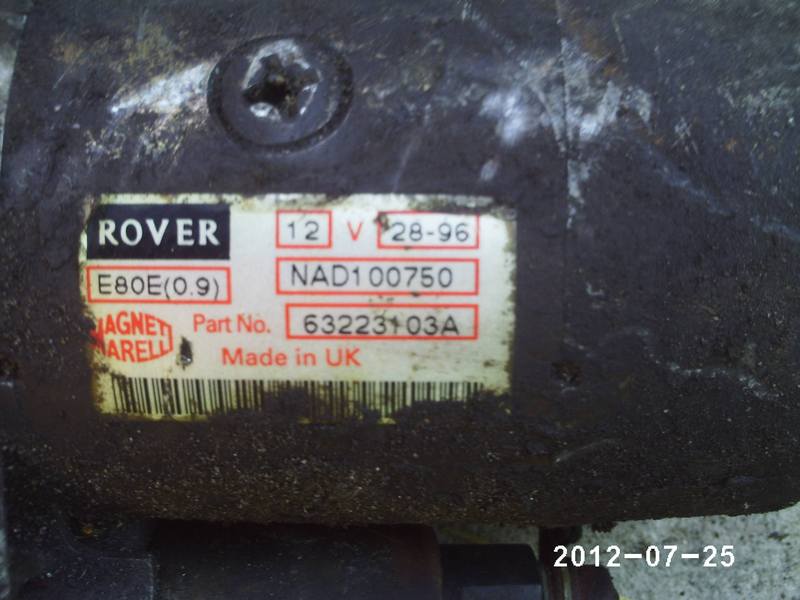 ROVER 12 V 28-96
E80E(0.9) NAD100750
MAGNETI
MARELLI
Part No. 63223103A
Made in UK
2012-07-25